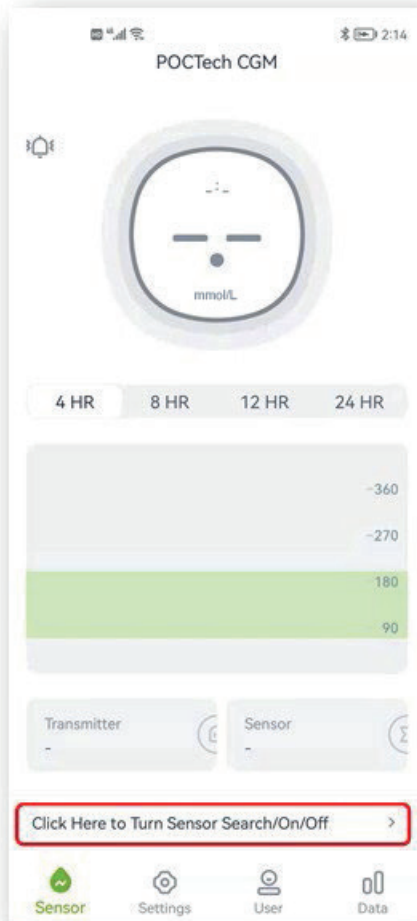 2:14
POCTech CGM
-:-
-- --
mmol/L
4 HR 8 HR 12 HR 24 HR
-360
-270
180
90
Transmitter Sensor
- -
Click Here to Turn Sensor Search/On/Off >
Sensor Settings User Data